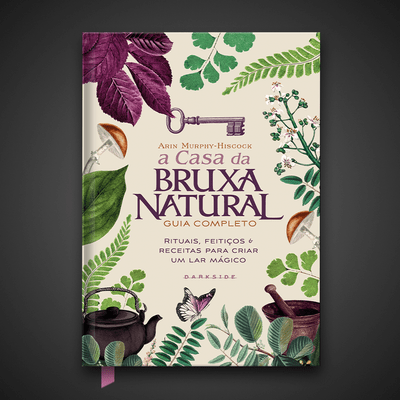 Arin Murphy-Hiscock
a Casa da
BRUXA
NATURAL
GUIA COMPLETO
Rituais, feitiços &
receitas para criar
um lar mágico
DARKSIDE